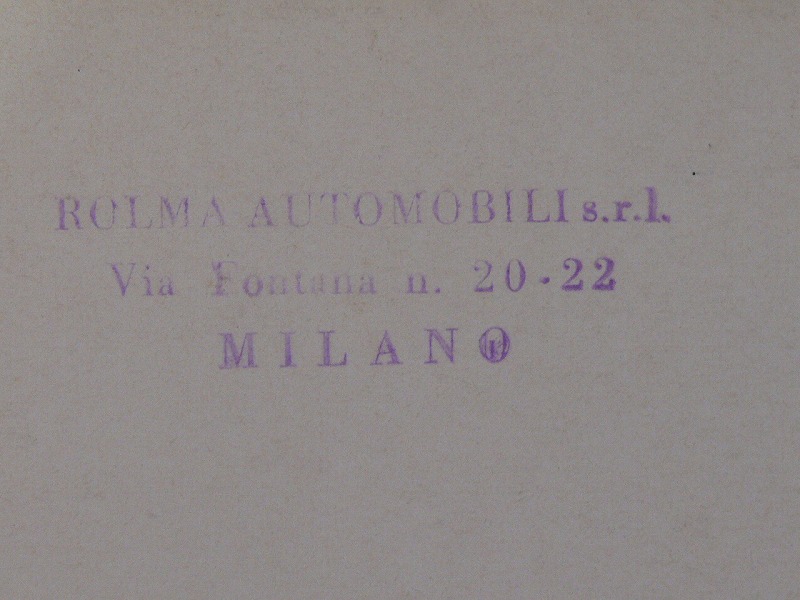 ROLMA AUTOMOBILI s.r.l.
Via Fontana n. 20-22
MILANO